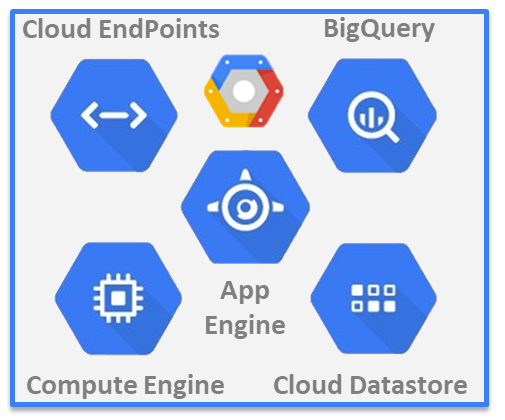 Cloud EndPoints
BigQuery
App
Engine
Compute Engine
Cloud Datastore